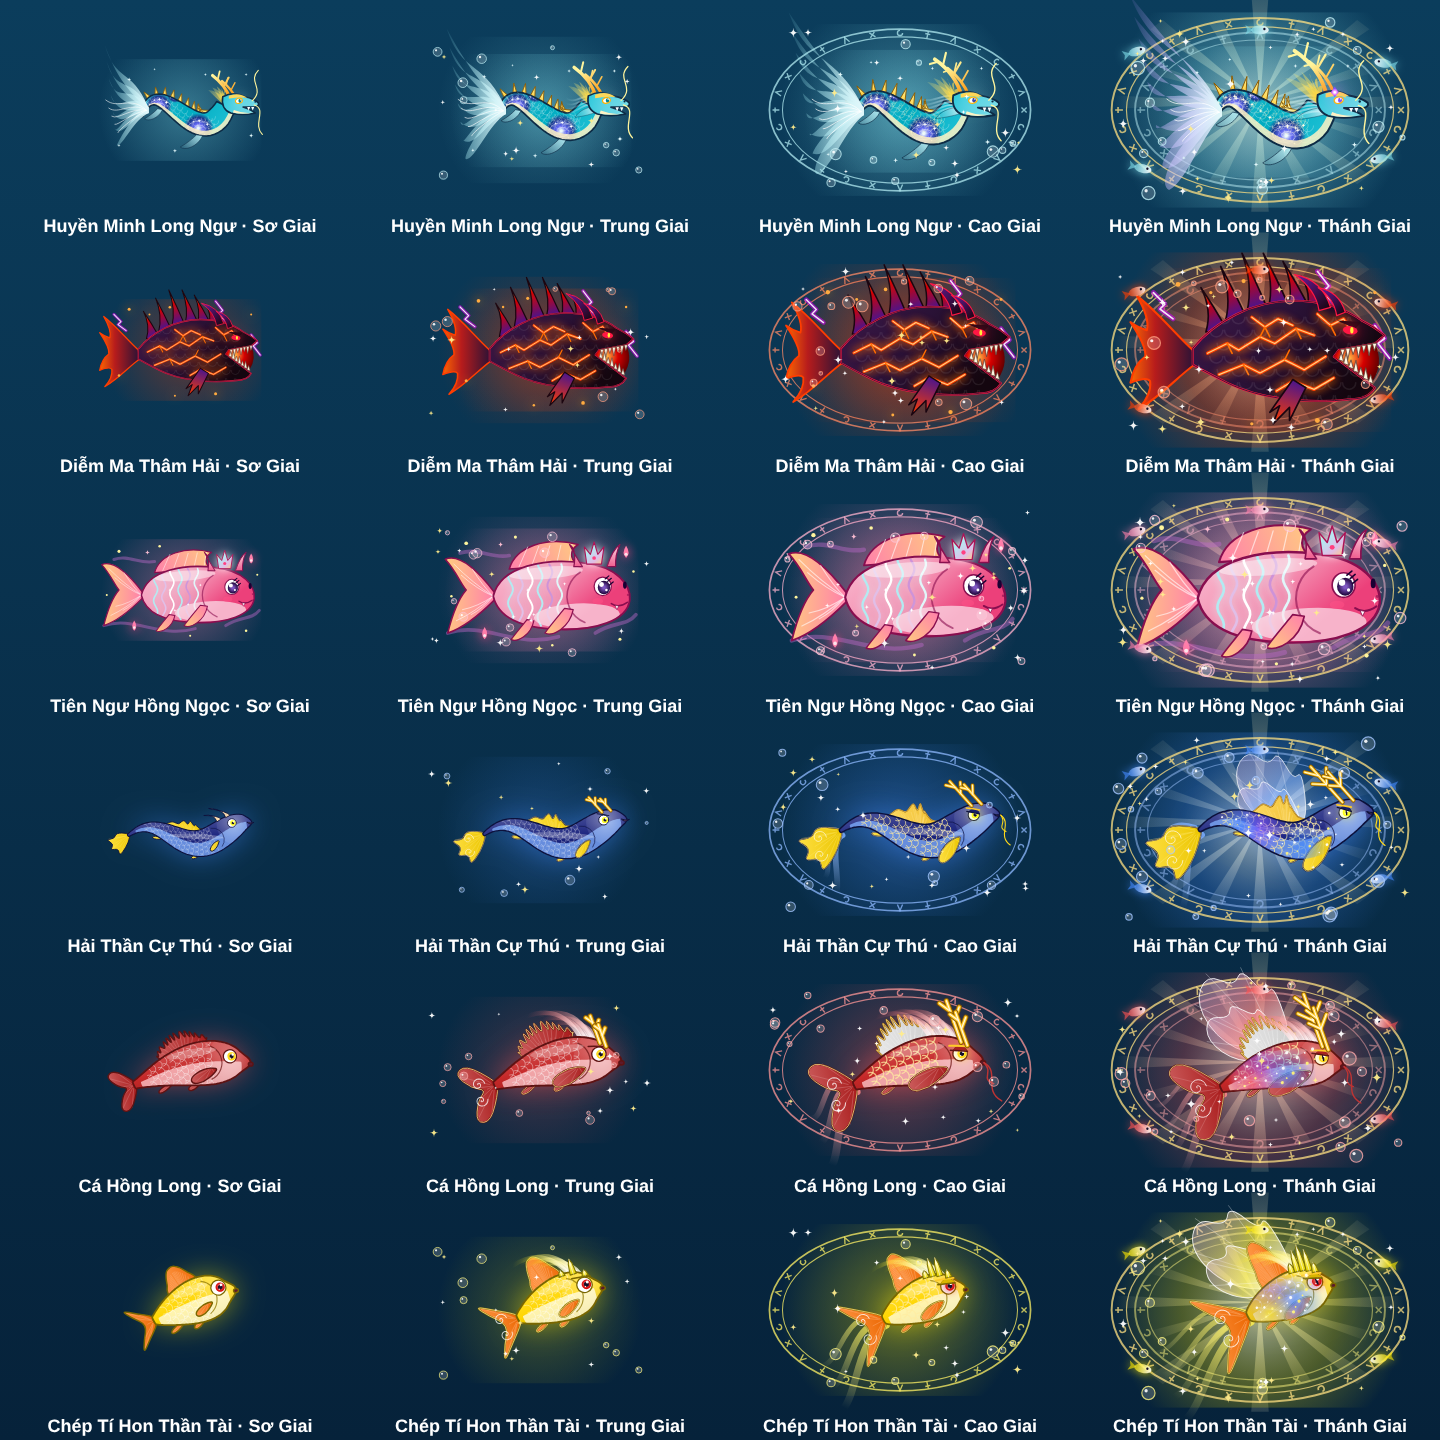 Huyền Minh Long Ngư · Sơ Giai
Huyền Minh Long Ngư · Trung Giai
Huyền Minh Long Ngư · Cao Giai
Huyền Minh Long Ngư · Thánh Giai
Diễm Ma Thâm Hải · Sơ Giai
Diễm Ma Thâm Hải · Trung Giai
Diễm Ma Thâm Hải · Cao Giai
Diễm Ma Thâm Hải · Thánh Giai
Tiên Ngư Hồng Ngọc · Sơ Giai
Tiên Ngư Hồng Ngọc · Trung Giai
Tiên Ngư Hồng Ngọc · Cao Giai
Tiên Ngư Hồng Ngọc · Thánh Giai
Hải Thần Cự Thú · Sơ Giai
Hải Thần Cự Thú · Trung Giai
Hải Thần Cự Thú · Cao Giai
Hải Thần Cự Thú · Thánh Giai
Cá Hồng Long · Sơ Giai
Cá Hồng Long · Trung Giai
Cá Hồng Long · Cao Giai
Cá Hồng Long · Thánh Giai
Chép Tí Hon Thần Tài · Sơ Giai
Chép Tí Hon Thần Tài · Trung Giai
Chép Tí Hon Thần Tài · Cao Giai
Chép Tí Hon Thần Tài · Thánh Giai